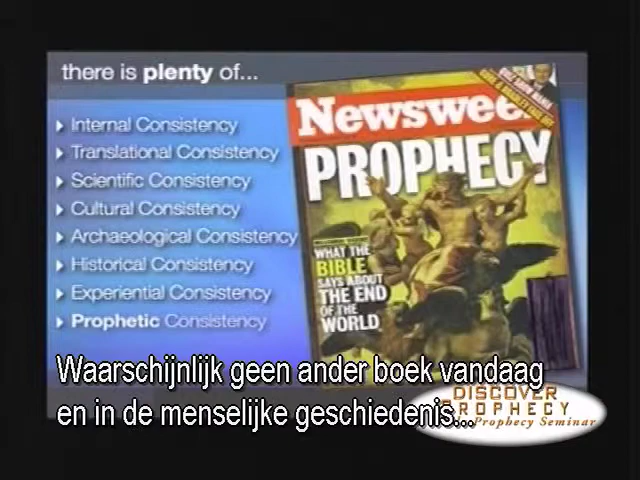 there is plenty of...
Internal Consistency
Translational Consistency
Scientific Consistency
Cultural Consistency
Archaeological Consistency
Historical Consistency
Experiential Consistency
Prophetic Consistency
Newswee
PROPHECY
WHAT THE
BIBLE
SAYS ABOUT
THE END
OF THE
WORLD
Waarschijnlijk geen ander boek vandaag
en in de menselijke geschiedenis...
DISCOVER
PROPHECY
Prophecy Seminar